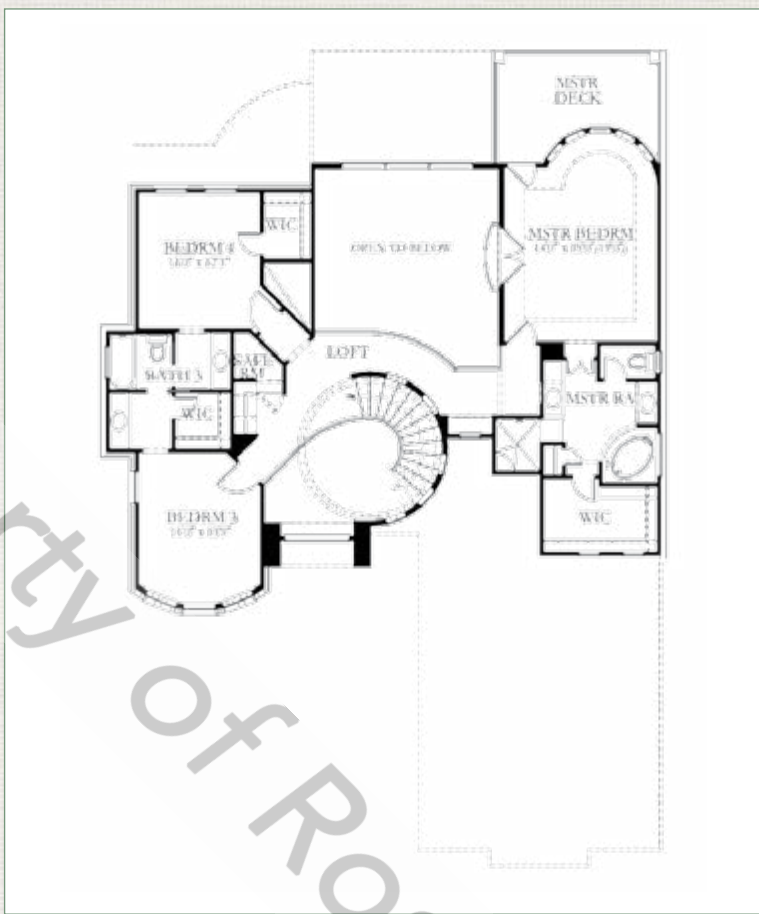 MSTR
DECK
WIC
BEDRM 4
OPEN TO BELOW
MSTR BEDRM
LOFT
SAFE
RM
BATH 3
MSTR BA
WIC
BEDRM 3
WIC
rty of Ro